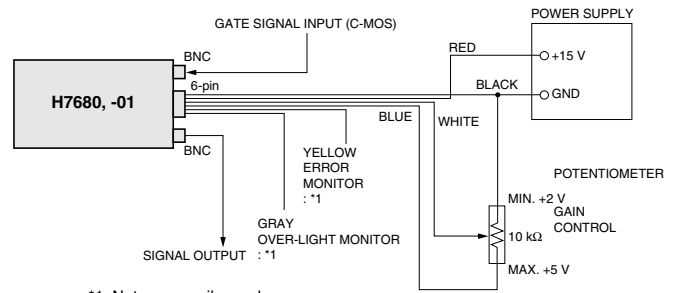 GATE SIGNAL INPUT (C-MOS)
POWER SUPPLY
BNC
RED
+15 V
6-pin
BLACK
GND
H7680, -01
BLUE
WHITE
BNC
YELLOW
ERROR
MONITOR
: *1
POTENTIOMETER
MIN. +2 V
GAIN
CONTROL
10 kΩ
GRAY
OVER-LIGHT MONITOR
: *1
SIGNAL OUTPUT
MAX. +5 V